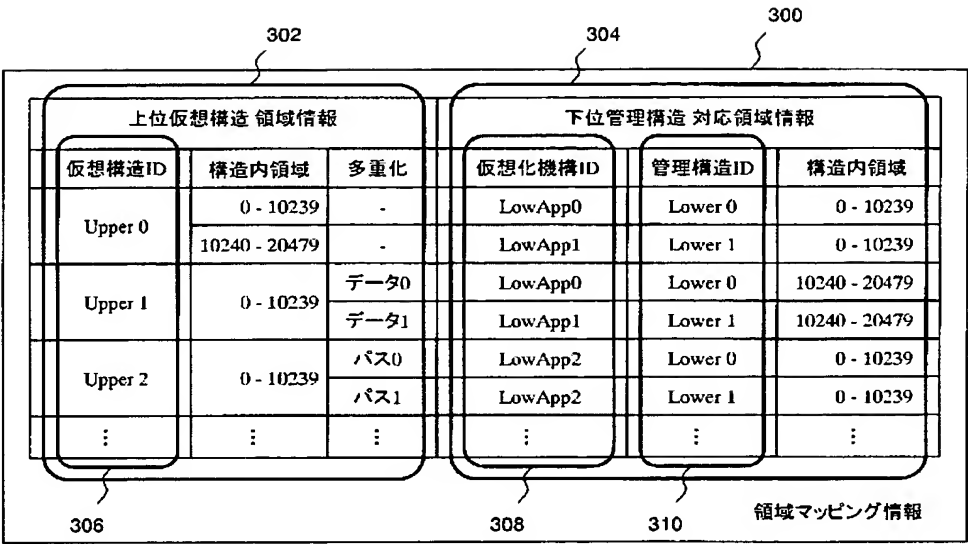 300
302
304
上位仮想構造 領域情報 下位管理構造 対応領域情報
仮想構造ID 構造内領域 多重化 仮想化機構ID 管理構造ID 構造内領域
Upper 0 0 - 10239 - LowApp0 Lower 0 0 - 10239
10240 - 20479 - LowApp1 Lower 1 0 - 10239
Upper 1 0 - 10239 データ0 LowApp0 Lower 0 10240 - 20479
データ1 LowApp1 Lower 1 10240 - 20479
Upper 2 0 - 10239 パス0 LowApp2 Lower 0 0 - 10239
パス1 LowApp2 Lower 1 0 - 10239
⋮ ⋮ ⋮ ⋮ ⋮ ⋮
306 308 310 領域マッピング情報